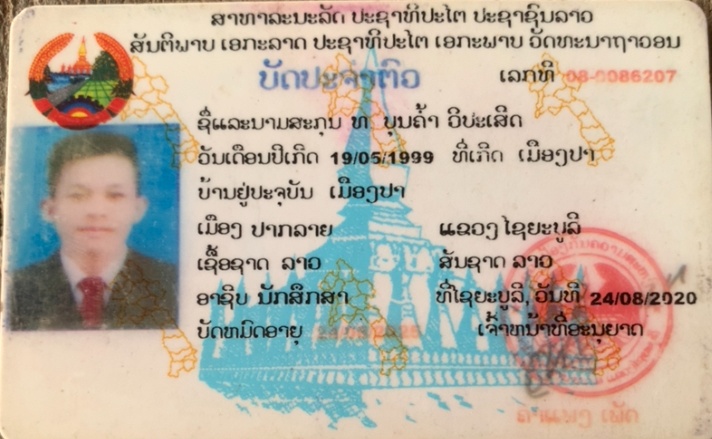 ສາທາລະນະລັດ ປະຊາທິປະໄຕ ປະຊາຊົນລາວ
ສັນຕິພາບ ເອກະລາດ ປະຊາທິປະໄຕ ເອກະພາບ ວັດທະນາຖາວອນ
ບັດປະຈຳຕົວ ເລກທີ 08-0086207
ຊື່ແລະນາມສະກຸນ ທ ບຸນຄ້ຳ ວິປະເສີດ
ວັນເດືອນປີເກີດ 19/05/1999 ທີ່ເກີດ ເມືອງປາ
ບ້ານຢູ່ປະຈຸບັນ ເມືອງປາ
ເມືອງ ປາກລາຍ ແຂວງ ໄຊຍະບູລີ
ເຊື້ອຊາດ ລາວ ສັນຊາດ ລາວ
ອາຊີບ ນັກສຶກສາ ທີ່ໄຊຍະບູລີ, ວັນທີ 24/08/2020
ບັດຫມົດອາຍຸ ເຈົ້າຫນ້າທີ່ອະນຸຍາດ